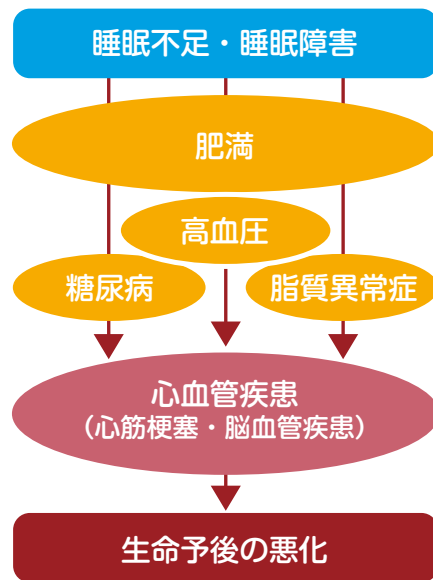 睡眠不足・睡眠障害
肥満
高血圧
糖尿病
脂質異常症
心血管疾患
（心筋梗塞・脳血管疾患）
生命予後の悪化